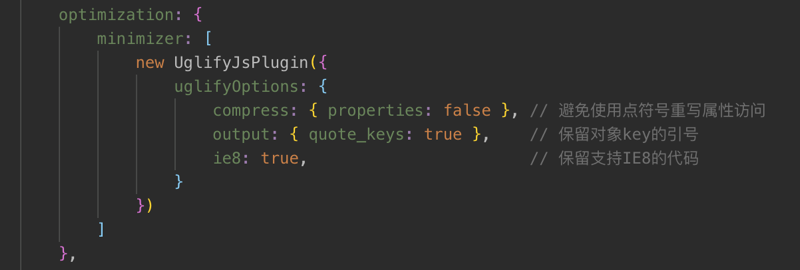 optimization: {
minimizer: [
new UglifyJsPlugin({
uglifyOptions: {
compress: { properties: false }, // 避免使用点符号重写属性访问
output: { quote_keys: true }, // 保留对象key的引号
ie8: true, // 保留支持IE8的代码
}
})
]
},